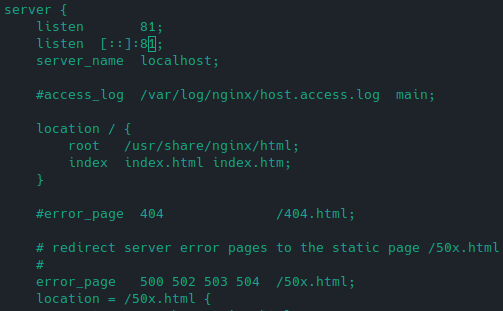 server {
    listen       81;
    listen  [::]:81;
    server_name  localhost;

    #access_log  /var/log/nginx/host.access.log  main;

    location / {
        root   /usr/share/nginx/html;
        index  index.html index.htm;
    }

    #error_page  404              /404.html;

    # redirect server error pages to the static page /50x.html
    #
    error_page   500 502 503 504  /50x.html;
    location = /50x.html {